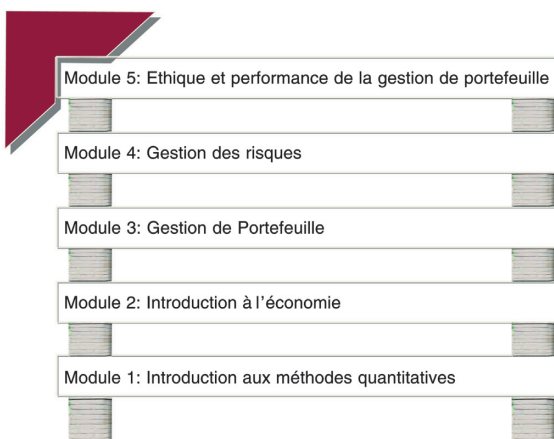 Module 5: Ethique et performance de la gestion de portefeuille
Module 4: Gestion des risques
Module 3: Gestion de Portefeuille
Module 2: Introduction à l'économie
Module 1: Introduction aux méthodes quantitatives